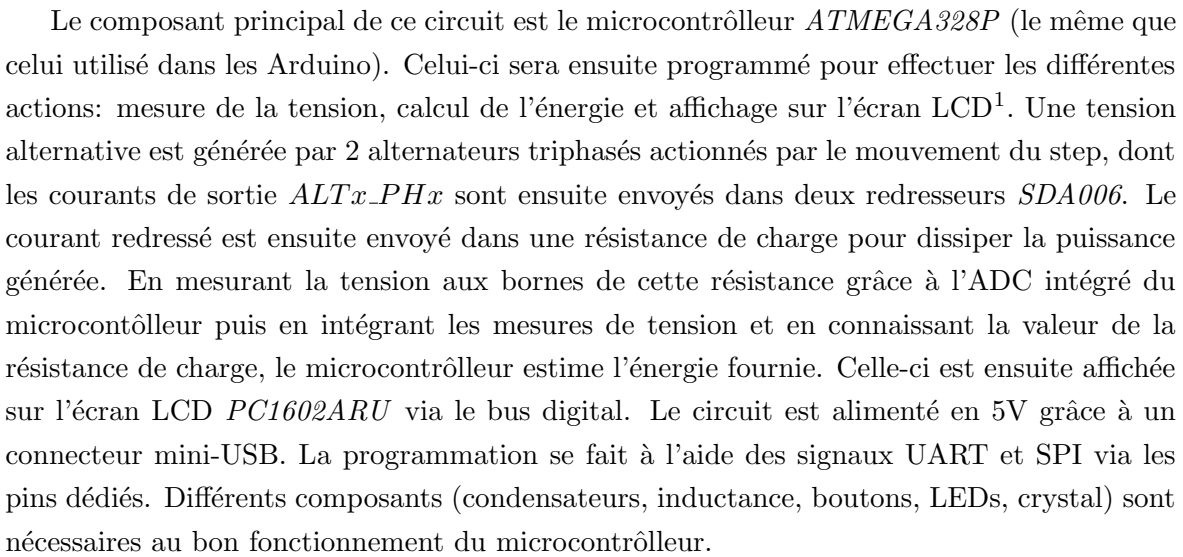 Le composant principal de ce circuit est le microcontrôlleur ATMEGA328P (le même que
celui utilisé dans les Arduino). Celui-ci sera ensuite programmé pour effectuer les différentes
actions: mesure de la tension, calcul de l'énergie et affichage sur l'écran LCD¹. Une tension
alternative est générée par 2 alternateurs triphasés actionnés par le mouvement du step, dont
les courants de sortie ALTx_PHx sont ensuite envoyés dans deux redresseurs SDA006. Le
courant redressé est ensuite envoyé dans une résistance de charge pour dissiper la puissance
générée. En mesurant la tension aux bornes de cette résistance grâce à l'ADC intégré du
microcontôlleur puis en intégrant les mesures de tension et en connaissant la valeur de la
résistance de charge, le microcontrôlleur estime l'énergie fournie. Celle-ci est ensuite affichée
sur l'écran LCD PC1602ARU via le bus digital. Le circuit est alimenté en 5V grâce à un
connecteur mini-USB. La programmation se fait à l'aide des signaux UART et SPI via les
pins dédiés. Différents composants (condensateurs, inductance, boutons, LEDs, crystal) sont
nécessaires au bon fonctionnement du microcontrôlleur.